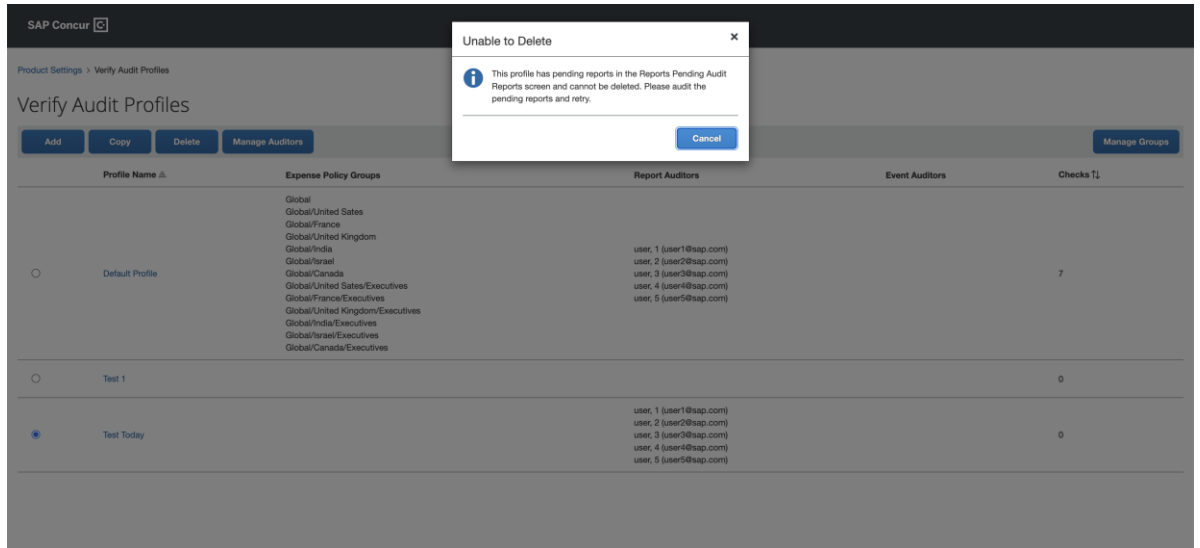 SAP Concur C
Unable to Delete
×
This profile has pending reports in the Reports Pending Audit
Reports screen and cannot be deleted. Please audit the
pending reports and retry.
Cancel
Product Settings > Verify Audit Profiles
Verify Audit Profiles
Add Copy Delete Manage Auditors Manage Groups
Profile Name Expense Policy Groups Report Auditors Event Auditors Checks
Global
Global/United Sates
Global/France
Global/United Kingdom
Global/India
Global/Israel
Global/Canada
Global/United Sates/Executives
Global/France/Executives
Global/United Kingdom/Executives
Global/India/Executives
Global/Israel/Executives
Global/Canada/Executives
Default Profile
user, 1 (user1@sap.com)
user, 2 (user2@sap.com)
user, 3 (user3@sap.com)
user, 4 (user4@sap.com)
user, 5 (user5@sap.com)
7
Test 1 0
Test Today
user, 1 (user1@sap.com)
user, 2 (user2@sap.com)
user, 3 (user3@sap.com)
user, 4 (user4@sap.com)
user, 5 (user5@sap.com)
0